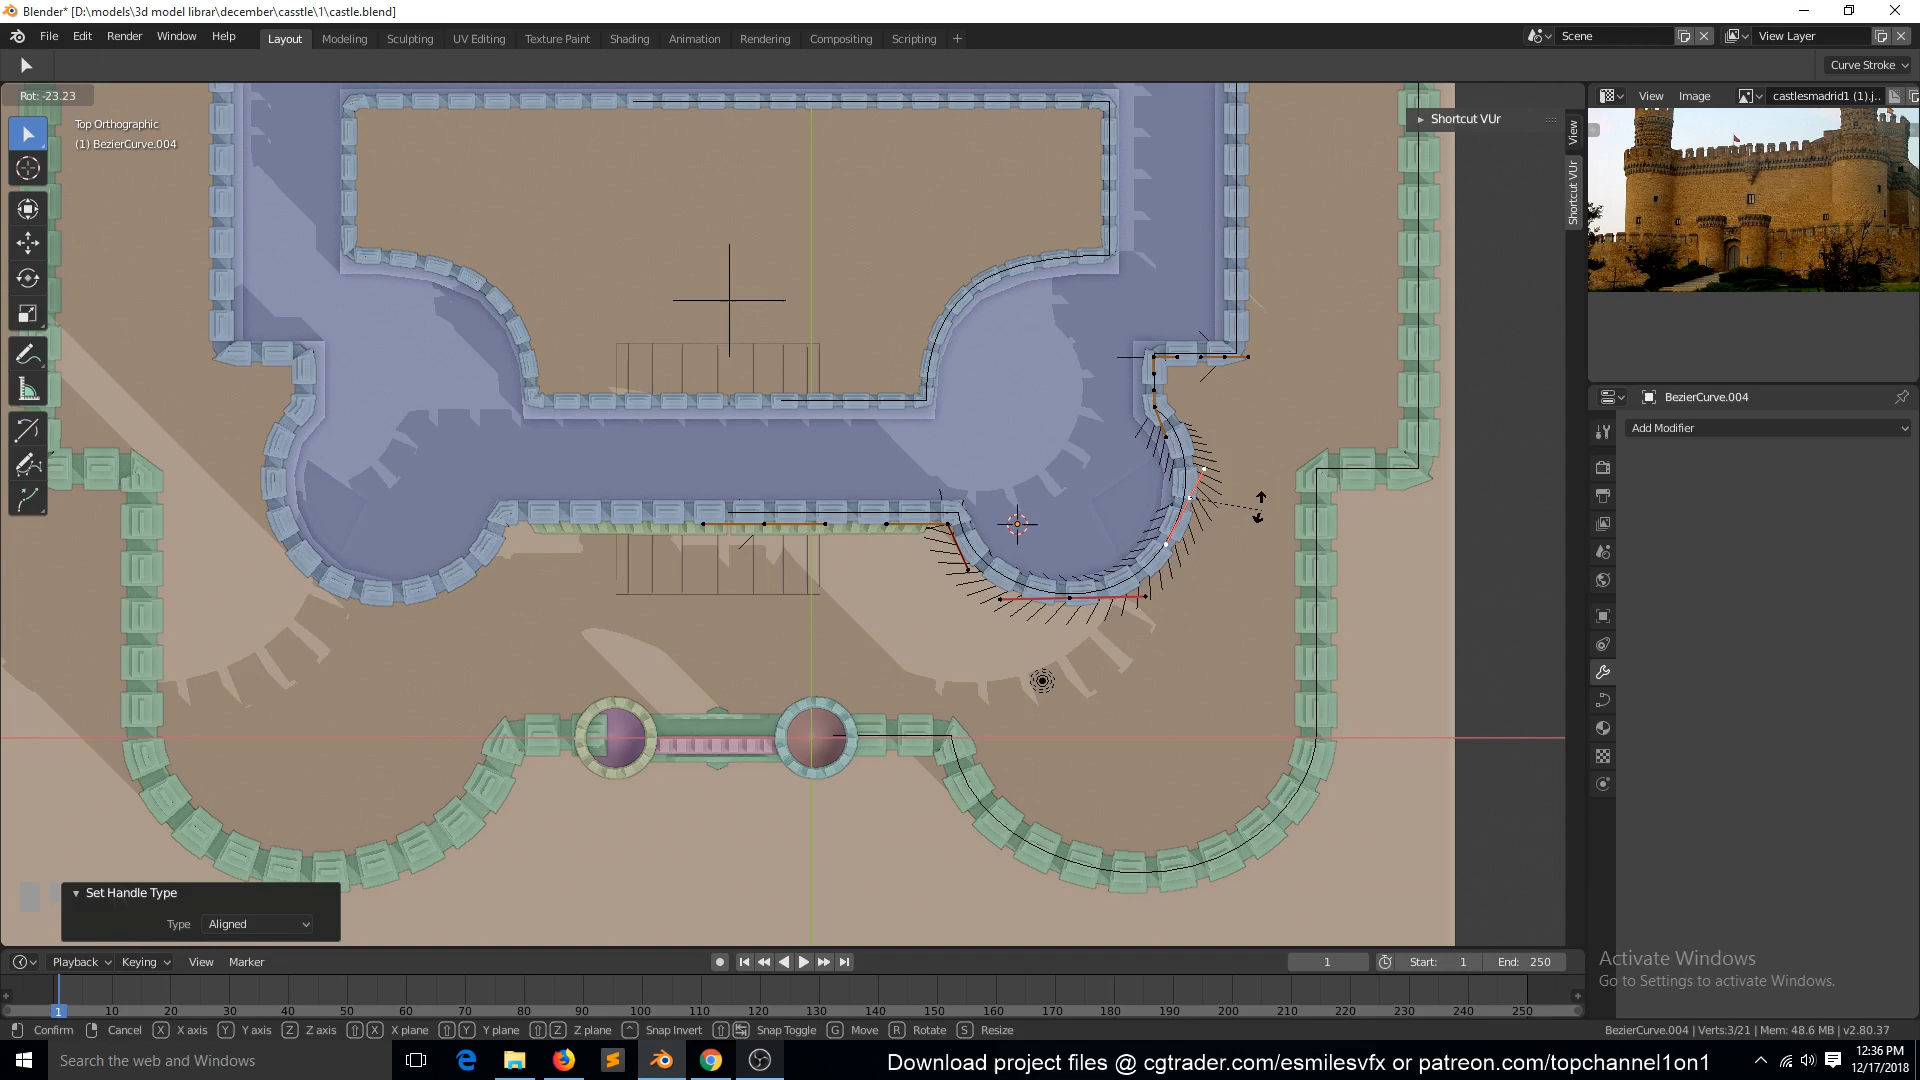 Blender* [D:\models\3d model librar\december\casstle\1\castle.blend]
File Edit Render Window Help Layout Modeling Sculpting UV Editing Texture Paint Shading Animation Rendering Compositing Scripting + Scene View Layer
Curve Stroke
Rot: -23.23
View Image castlesmadrid1 (1).j..
Top Orthographic
(1) BezierCurve.004
Shortcut VUr
View
Shortcut VUr
BezierCurve.004
Add Modifier
Set Handle Type
Type Aligned
Activate Windows
Go to Settings to activate Windows.
Playback Keying View Marker 1 Start: 1 End: 250
1 10 20 30 40 50 60 70 80 90 100 110 120 130 140 150 160 170 180 190 200 210 220 230 240 250
Confirm Cancel X X axis Y Y axis Z Z axis X X plane Y Y plane Z Z plane ^ Snap Invert Snap Toggle G Move R Rotate S Resize BezierCurve.004 | Verts:3/21 | Mem: 48.6 MB | v2.80.37
Search the web and Windows
Download project files @ cgtrader.com/esmilesvfx or patreon.com/topchannel1on1
12:36 PM
12/17/2018